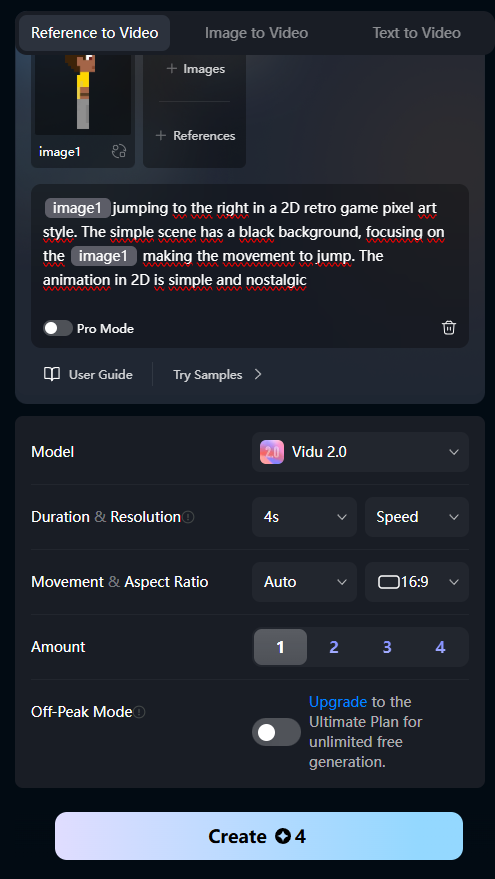 Reference to Video
Image to Video
Text to Video
+ Images
image1
+ References
image1 jumping to the right in a 2D retro game pixel art
style. The simple scene has a black background, focusing on
the image1 making the movement to jump. The
animation in 2D is simple and nostalgic
Pro Mode
User Guide
Try Samples
Model
2.0 Vidu 2.0
Duration & Resolution
4s
Speed
Movement & Aspect Ratio
Auto
16:9
Amount
1
2
3
4
Off-Peak Mode
Upgrade to the
Ultimate Plan for
unlimited free
generation.
Create 4